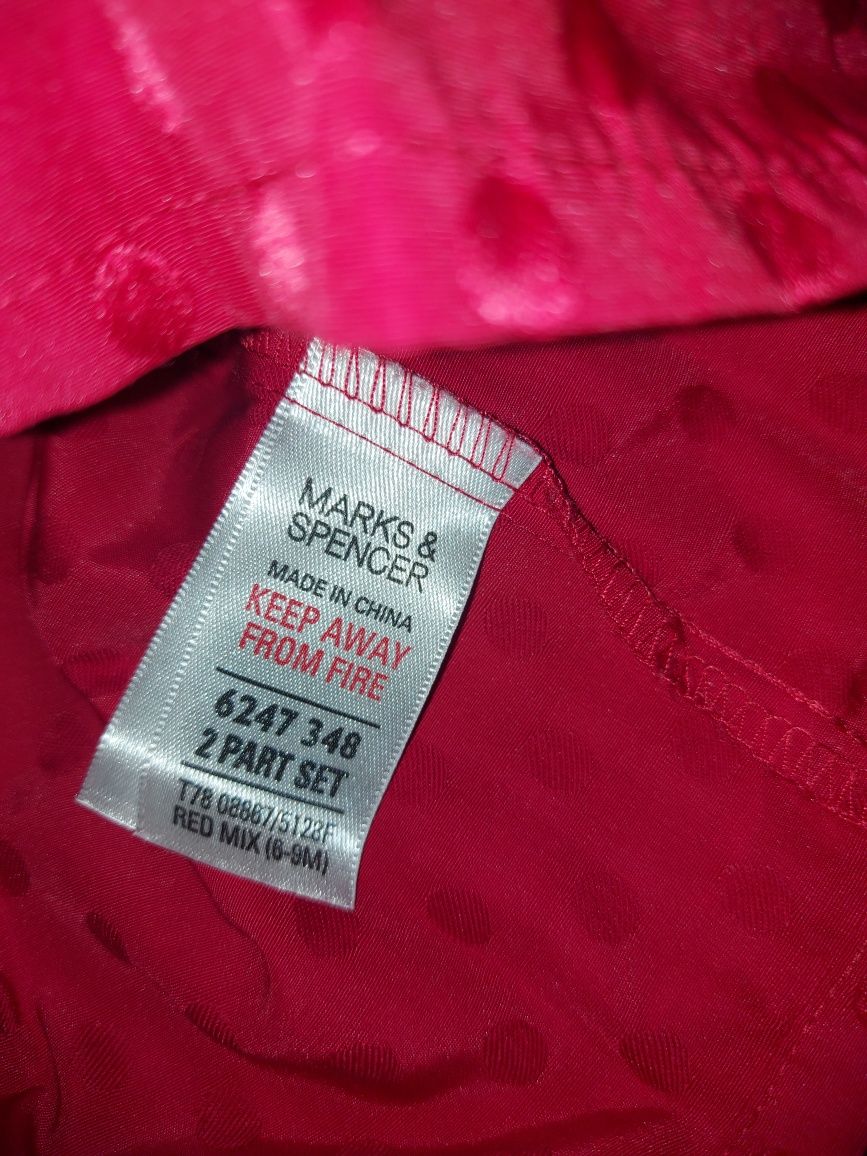 MARKS &
SPENCER
MADE IN CHINA
KEEP AWAY
FROM FIRE
6247 348
2 PART SET
T78 08867/5128F
RED MIX (6-9M)